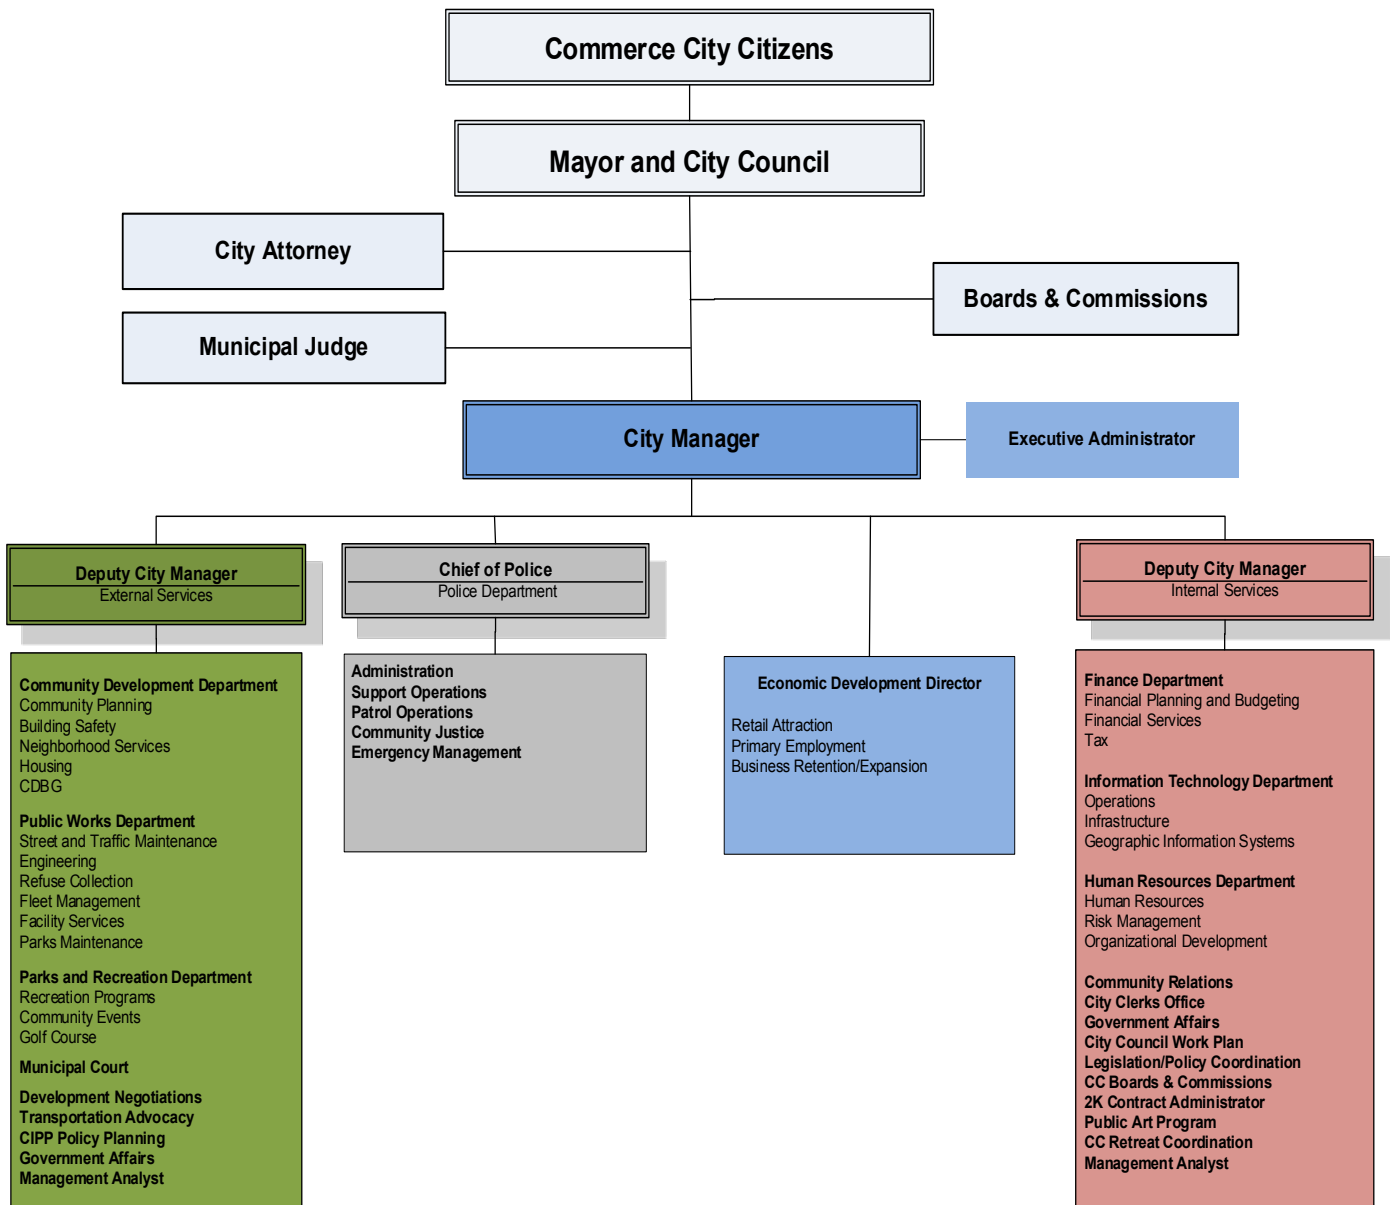 Commerce City Citizens
Mayor and City Council
City Attorney
Boards & Commissions
Municipal Judge
City Manager
Executive Administrator
Deputy City Manager
External Services
Community Development Department
Community Planning
Building Safety
Neighborhood Services
Housing
CDBG
Public Works Department
Street and Traffic Maintenance
Engineering
Refuse Collection
Fleet Management
Facility Services
Parks Maintenance
Parks and Recreation Department
Recreation Programs
Community Events
Golf Course
Municipal Court
Development Negotiations
Transportation Advocacy
CIPP Policy Planning
Government Affairs
Management Analyst
Chief of Police
Police Department
Administration
Support Operations
Patrol Operations
Community Justice
Emergency Management
Economic Development Director
Retail Attraction
Primary Employment
Business Retention/Expansion
Deputy City Manager
Internal Services
Finance Department
Financial Planning and Budgeting
Financial Services
Tax
Information Technology Department
Operations
Infrastructure
Geographic Information Systems
Human Resources Department
Human Resources
Risk Management
Organizational Development
Community Relations
City Clerks Office
Government Affairs
City Council Work Plan
Legislation/Policy Coordination
CC Boards & Commissions
2K Contract Administrator
Public Art Program
CC Retreat Coordination
Management Analyst